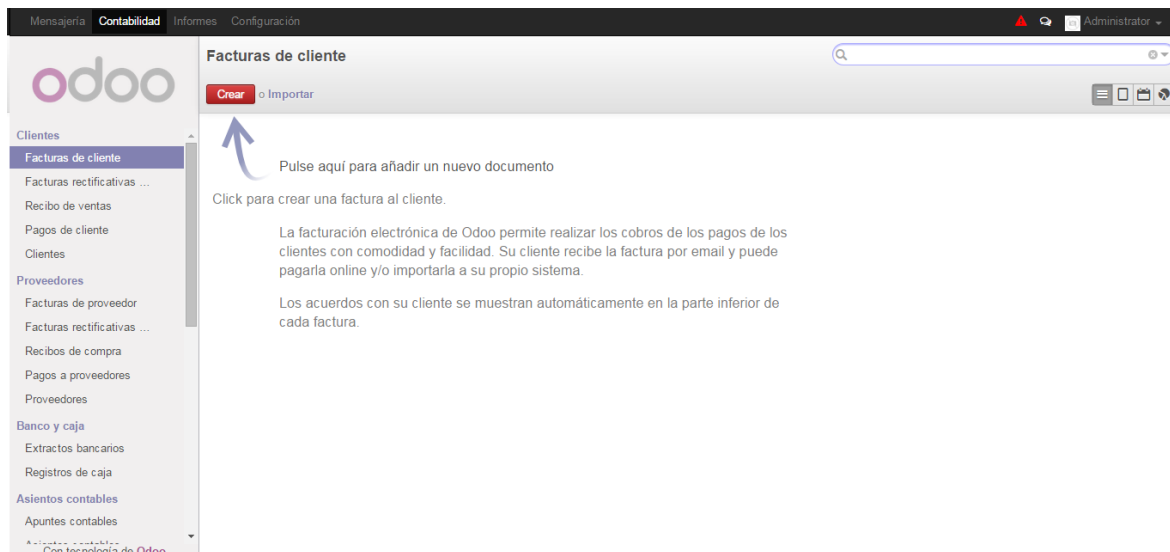 Mensajería Contabilidad Informes Configuración Administrator
odoo
Facturas de cliente
Crear o Importar
Clientes
Facturas de cliente
Facturas rectificativas ...
Recibo de ventas
Pagos de cliente
Clientes
Proveedores
Facturas de proveedor
Facturas rectificativas ...
Recibos de compra
Pagos a proveedores
Proveedores
Banco y caja
Extractos bancarios
Registros de caja
Asientos contables
Apuntes contables
Con tecnología de Odoo
Pulse aquí para añadir un nuevo documento
Click para crear una factura al cliente.
La facturación electrónica de Odoo permite realizar los cobros de los pagos de los
clientes con comodidad y facilidad. Su cliente recibe la factura por email y puede
pagarla online y/o importarla a su propio sistema.
Los acuerdos con su cliente se muestran automáticamente en la parte inferior de
cada factura.